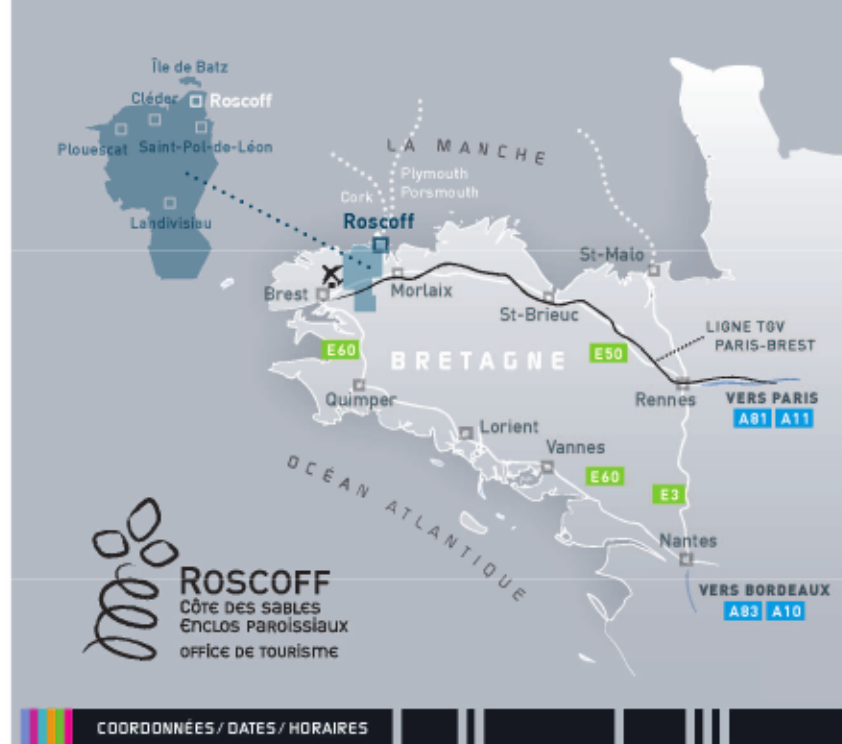 Île de Batz
Cléder
Roscoff
Plouescat
Saint-Pol-de-Léon
Landivisiau
LA MANCHE
Plymouth
Porsmouth
Cork
Roscoff
St-Malo
Brest
Morlaix
St-Brieuc
LIGNE TGV
PARIS-BREST
E60
BRETAGNE
E50
Quimper
Rennes
VERS PARIS
A81 A11
Lorient
Vannes
OCÉAN ATLANTIQUE
E60
E3
Nantes
VERS BORDEAUX
A83 A10
ROSCOFF
CÔTE DES SABLES
ENCLOS PAROISSIAUX
OFFICE DE TOURISME
COORDONNÉES / DATES / HORAIRES